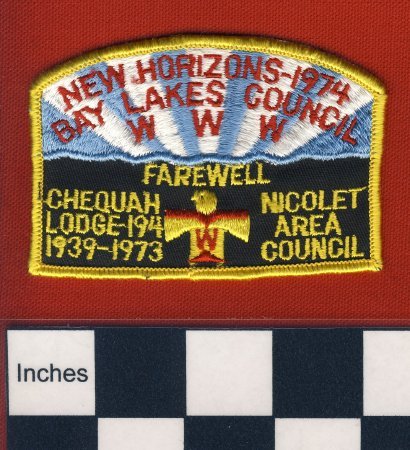 NEW HORIZONS-1974
BAY LAKES COUNCIL
W W W
FAREWELL
CHEQUAH
LODGE-194
1939-1973
W
NICOLET
AREA
COUNCIL
Inches